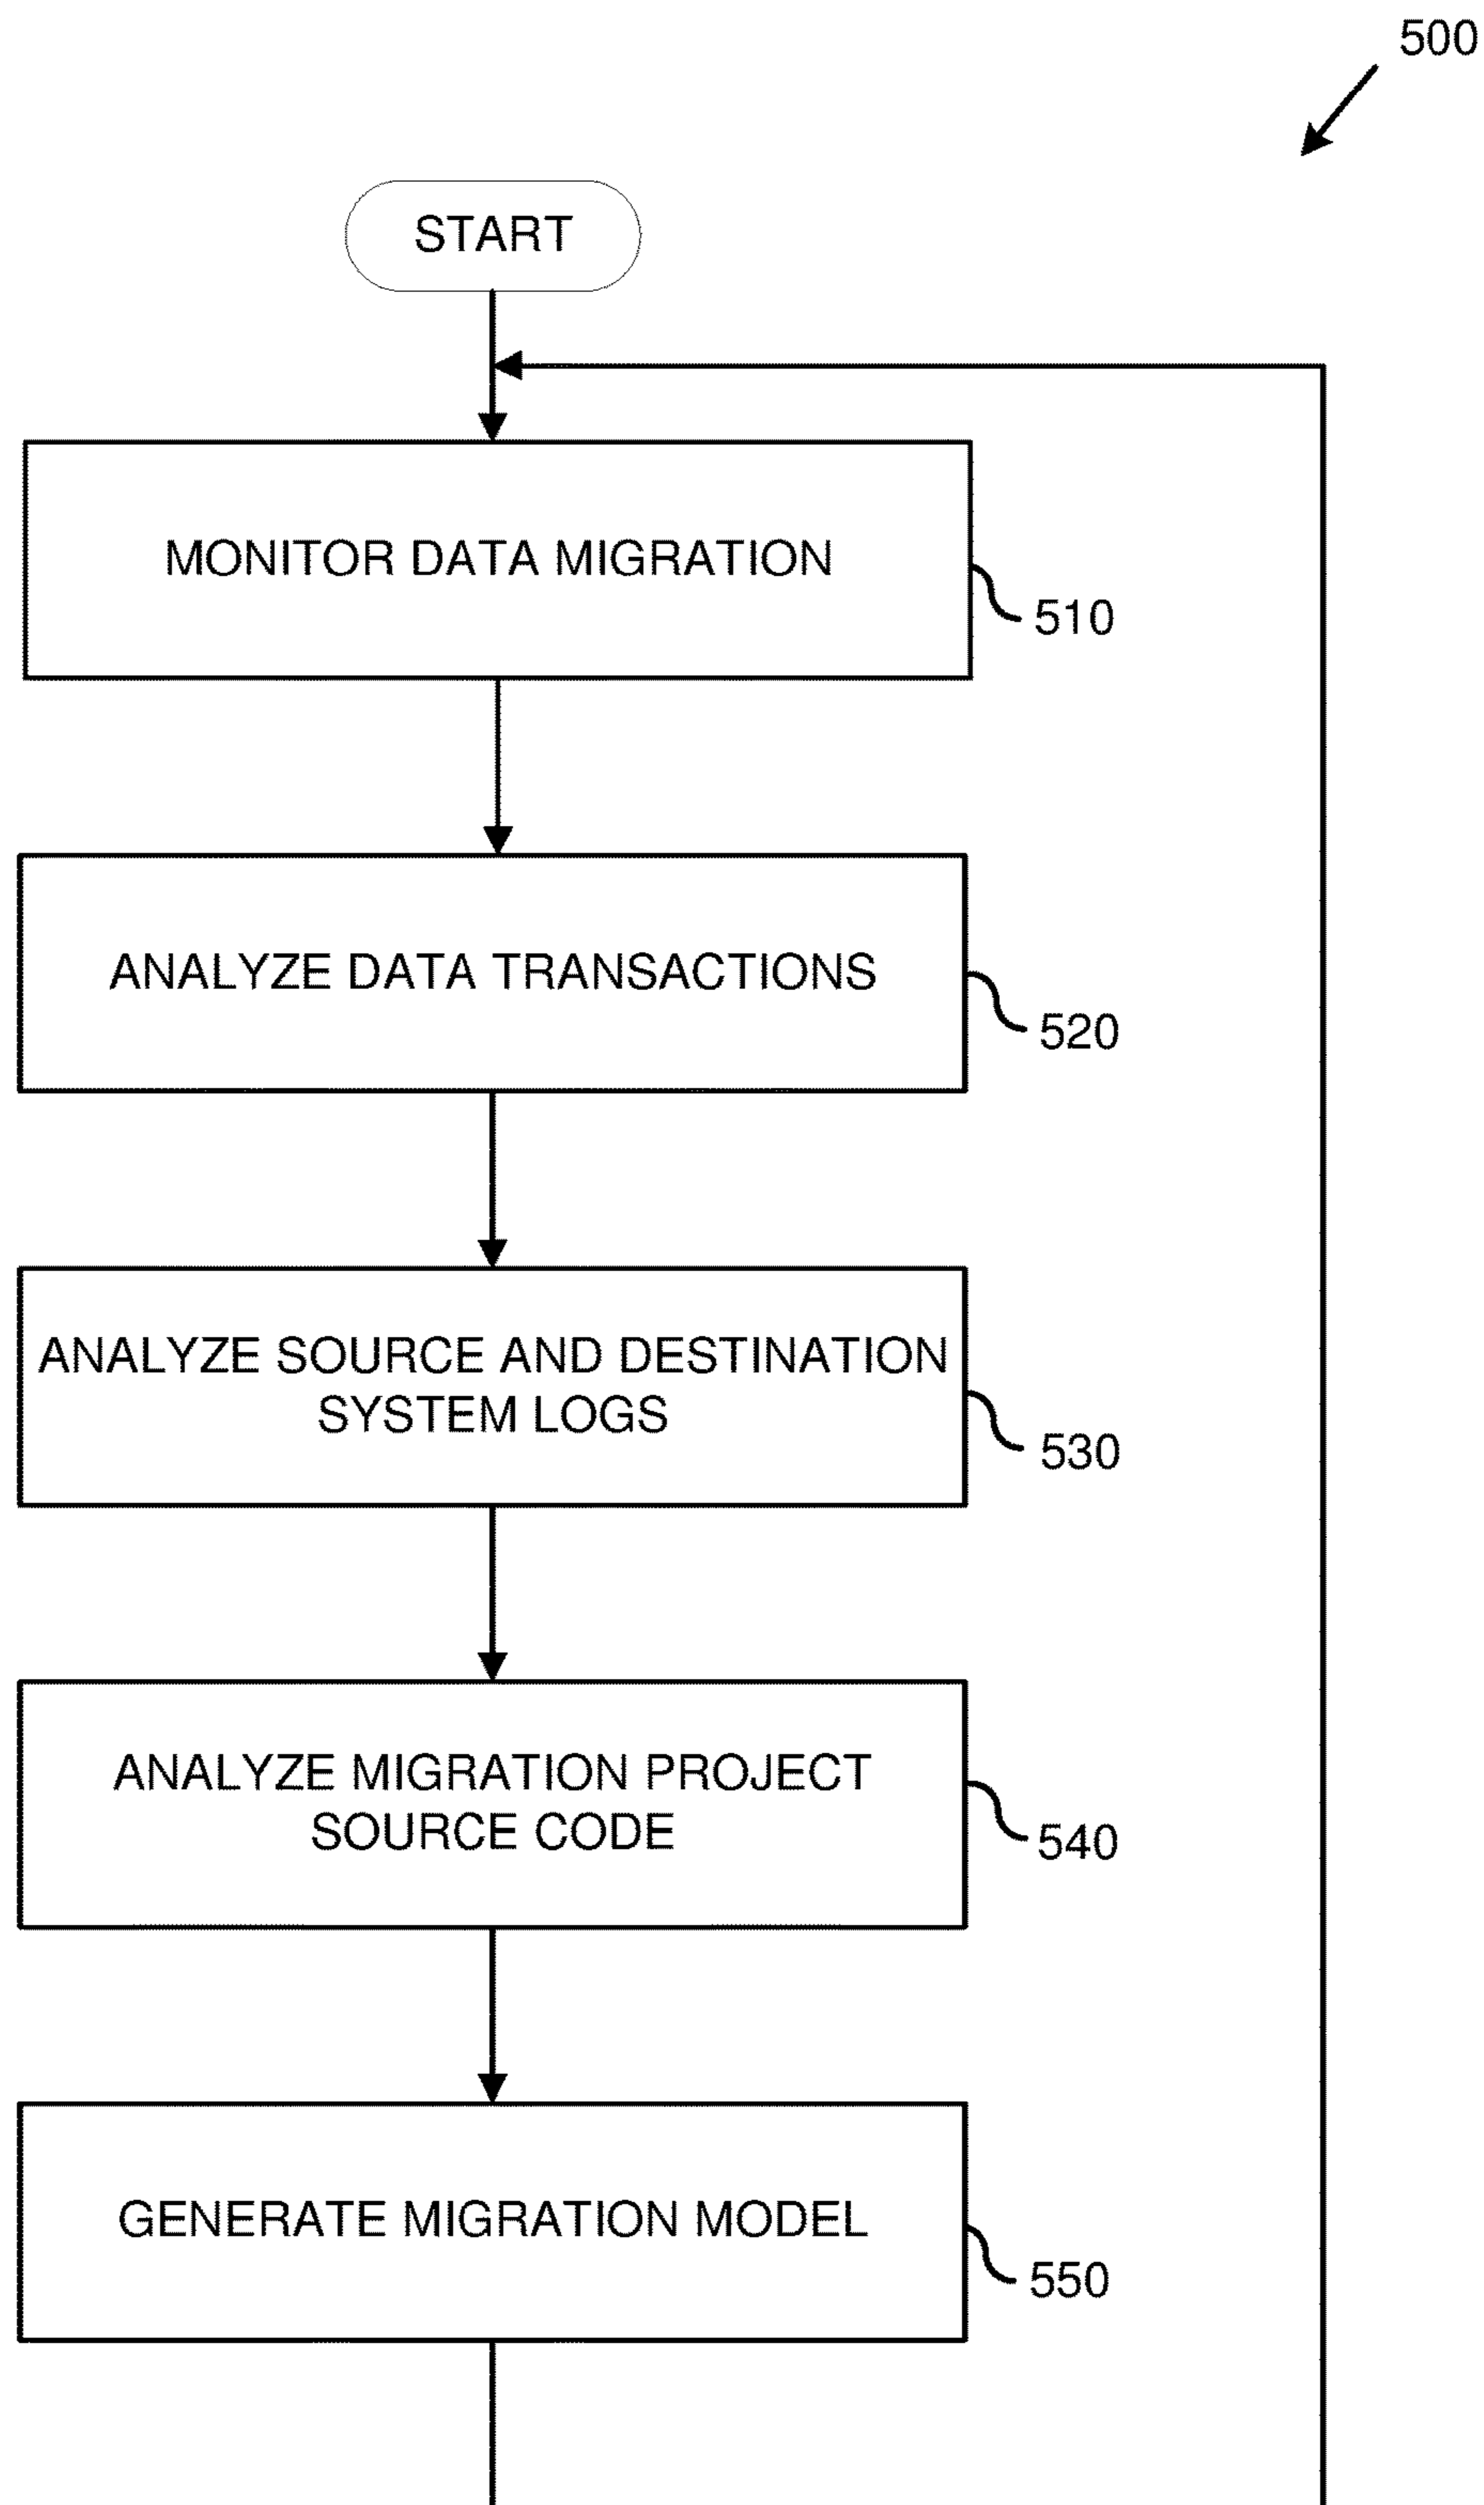 500
START
MONITOR DATA MIGRATION
510
ANALYZE DATA TRANSACTIONS
520
ANALYZE SOURCE AND DESTINATION
SYSTEM LOGS
530
ANALYZE MIGRATION PROJECT
SOURCE CODE
540
GENERATE MIGRATION MODEL
550